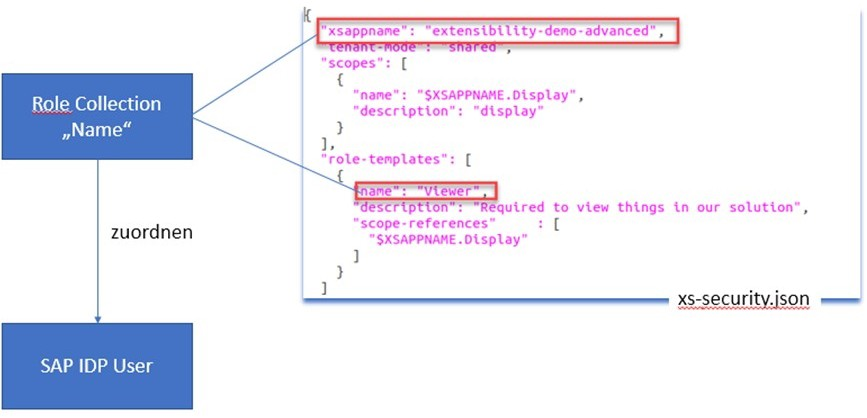 Role Collection
„Name“
zuordnen
SAP IDP User
{
"xsappname": "extensibility-demo-advanced",
"tenant-mode": "shared",
"scopes": [
{
"name": "$XSAPPNAME.Display",
"description": "display"
}
],
"role-templates": [
{
"name": "Viewer",
"description": "Required to view things in our solution",
"scope-references" : [
"$XSAPPNAME.Display"
]
}
]
xs-security.json